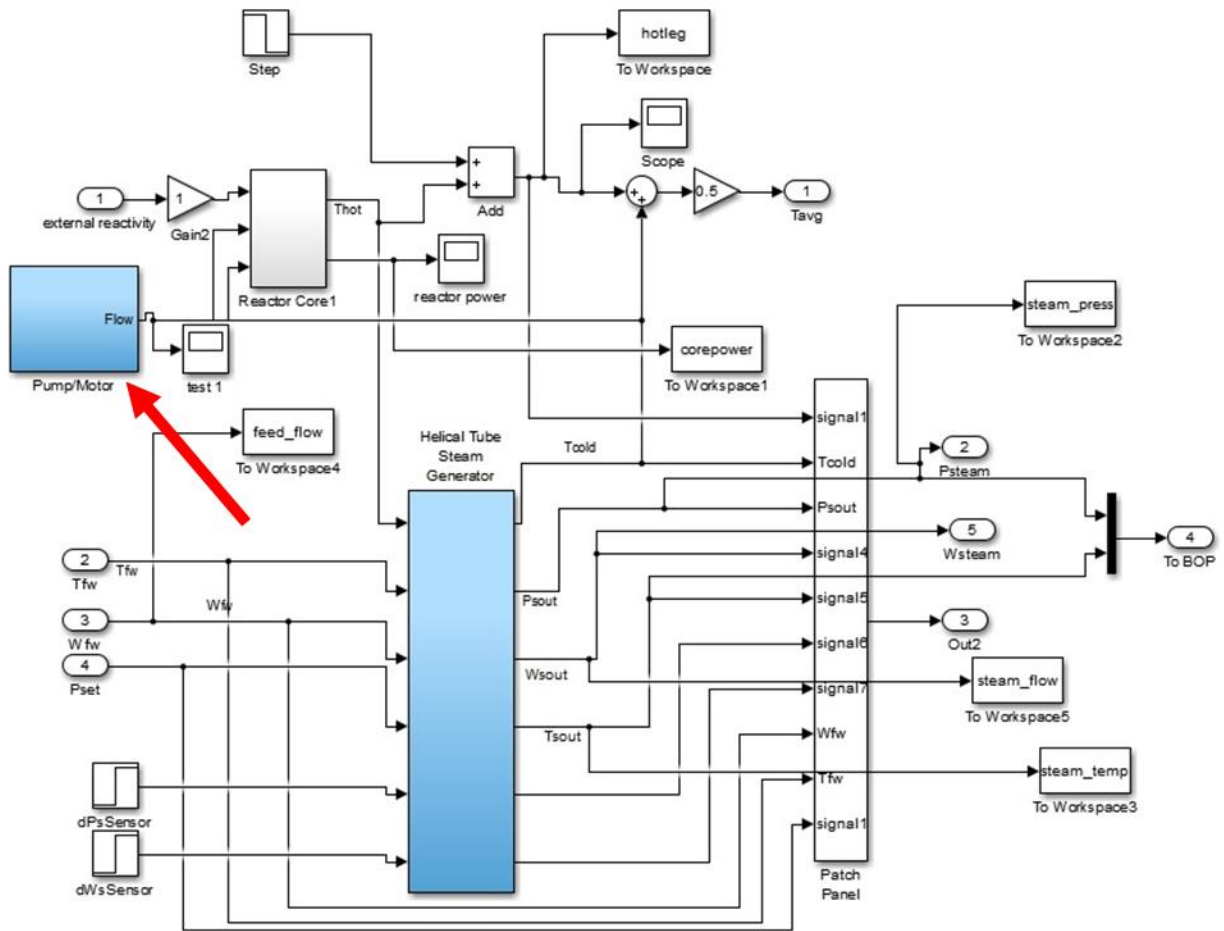 Step
hotleg
To Workspace
Scope
+
+
Add
+
+
0.5
1
Tavg
1
external reactivity
1
Gain2
Thot
Reactor Core1
reactor power
Flow
Pump/Motor
test 1
corepower
To Workspace1
steam_press
To Workspace2
feed_flow
To Workspace4
Helical Tube
Steam
Generator
Tcold
signal1
Tcold
Psout
signal4
signal5
signal6
signal7
Wfw
Tfw
signal1
Patch
Panel
2
Psteam
5
Wsteam
4
To BOP
3
Out2
steam_flow
To Workspace5
steam_temp
To Workspace3
2
Tfw
Tfw
3
Wfw
Wfw
4
Pset
Psout
Wsout
Tsout
dPsSensor
dWsSensor